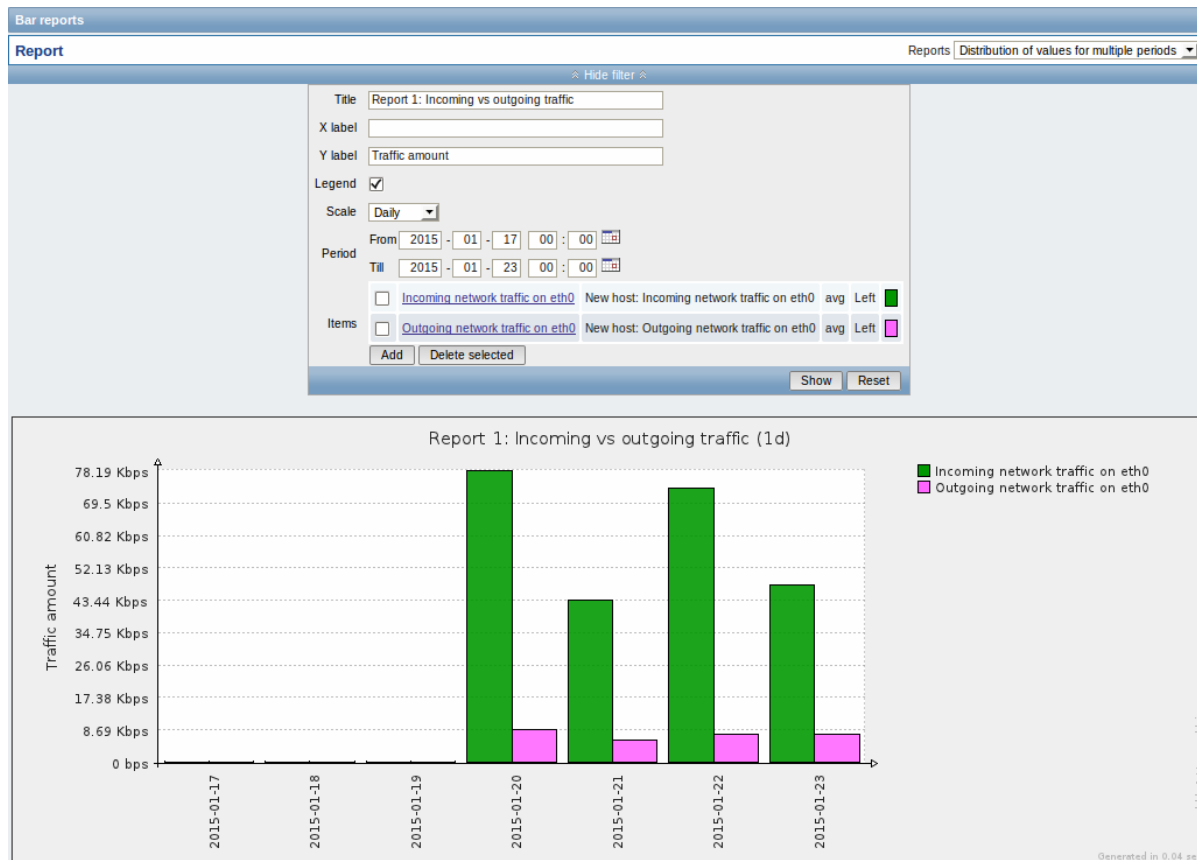 Bar reports
Report Reports Distribution of values for multiple periods
Hide filter
Title Report 1: Incoming vs outgoing traffic
X label
Y label Traffic amount
Legend
Scale Daily
Period
From 2015 - 01 - 17 00 : 00
Till 2015 - 01 - 23 00 : 00
Items
Incoming network traffic on eth0 New host: Incoming network traffic on eth0 avg Left
Outgoing network traffic on eth0 New host: Outgoing network traffic on eth0 avg Left
Add Delete selected
Show Reset
Report 1: Incoming vs outgoing traffic (1d)
Traffic amount
78.19 Kbps
69.5 Kbps
60.82 Kbps
52.13 Kbps
43.44 Kbps
34.75 Kbps
26.06 Kbps
17.38 Kbps
8.69 Kbps
0 bps
2015-01-17
2015-01-18
2015-01-19
2015-01-20
2015-01-21
2015-01-22
2015-01-23
Incoming network traffic on eth0
Outgoing network traffic on eth0
Generated in 0.04 se